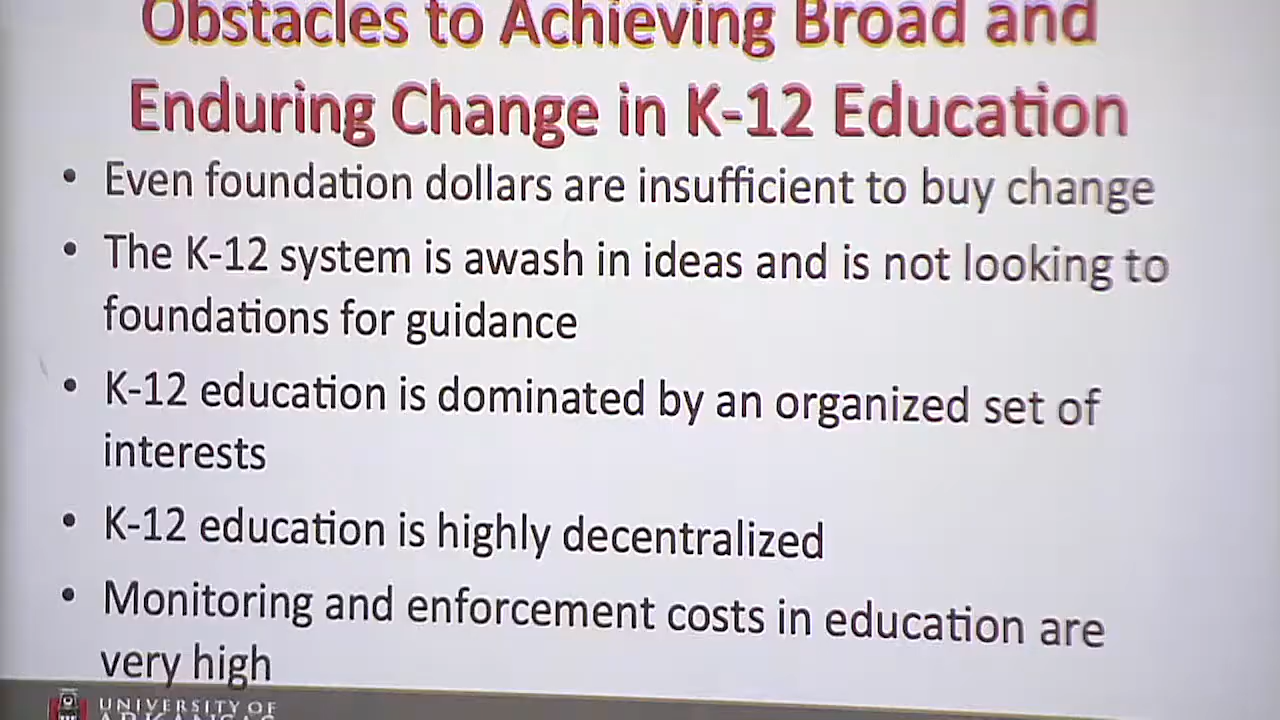 Obstacles to Achieving Broad and
Enduring Change in K-12 Education
• Even foundation dollars are insufficient to buy change
• The K-12 system is awash in ideas and is not looking to
foundations for guidance
• K-12 education is dominated by an organized set of
interests
• K-12 education is highly decentralized
• Monitoring and enforcement costs in education are
very high
UNIVERSITY OF
ARKANSAS